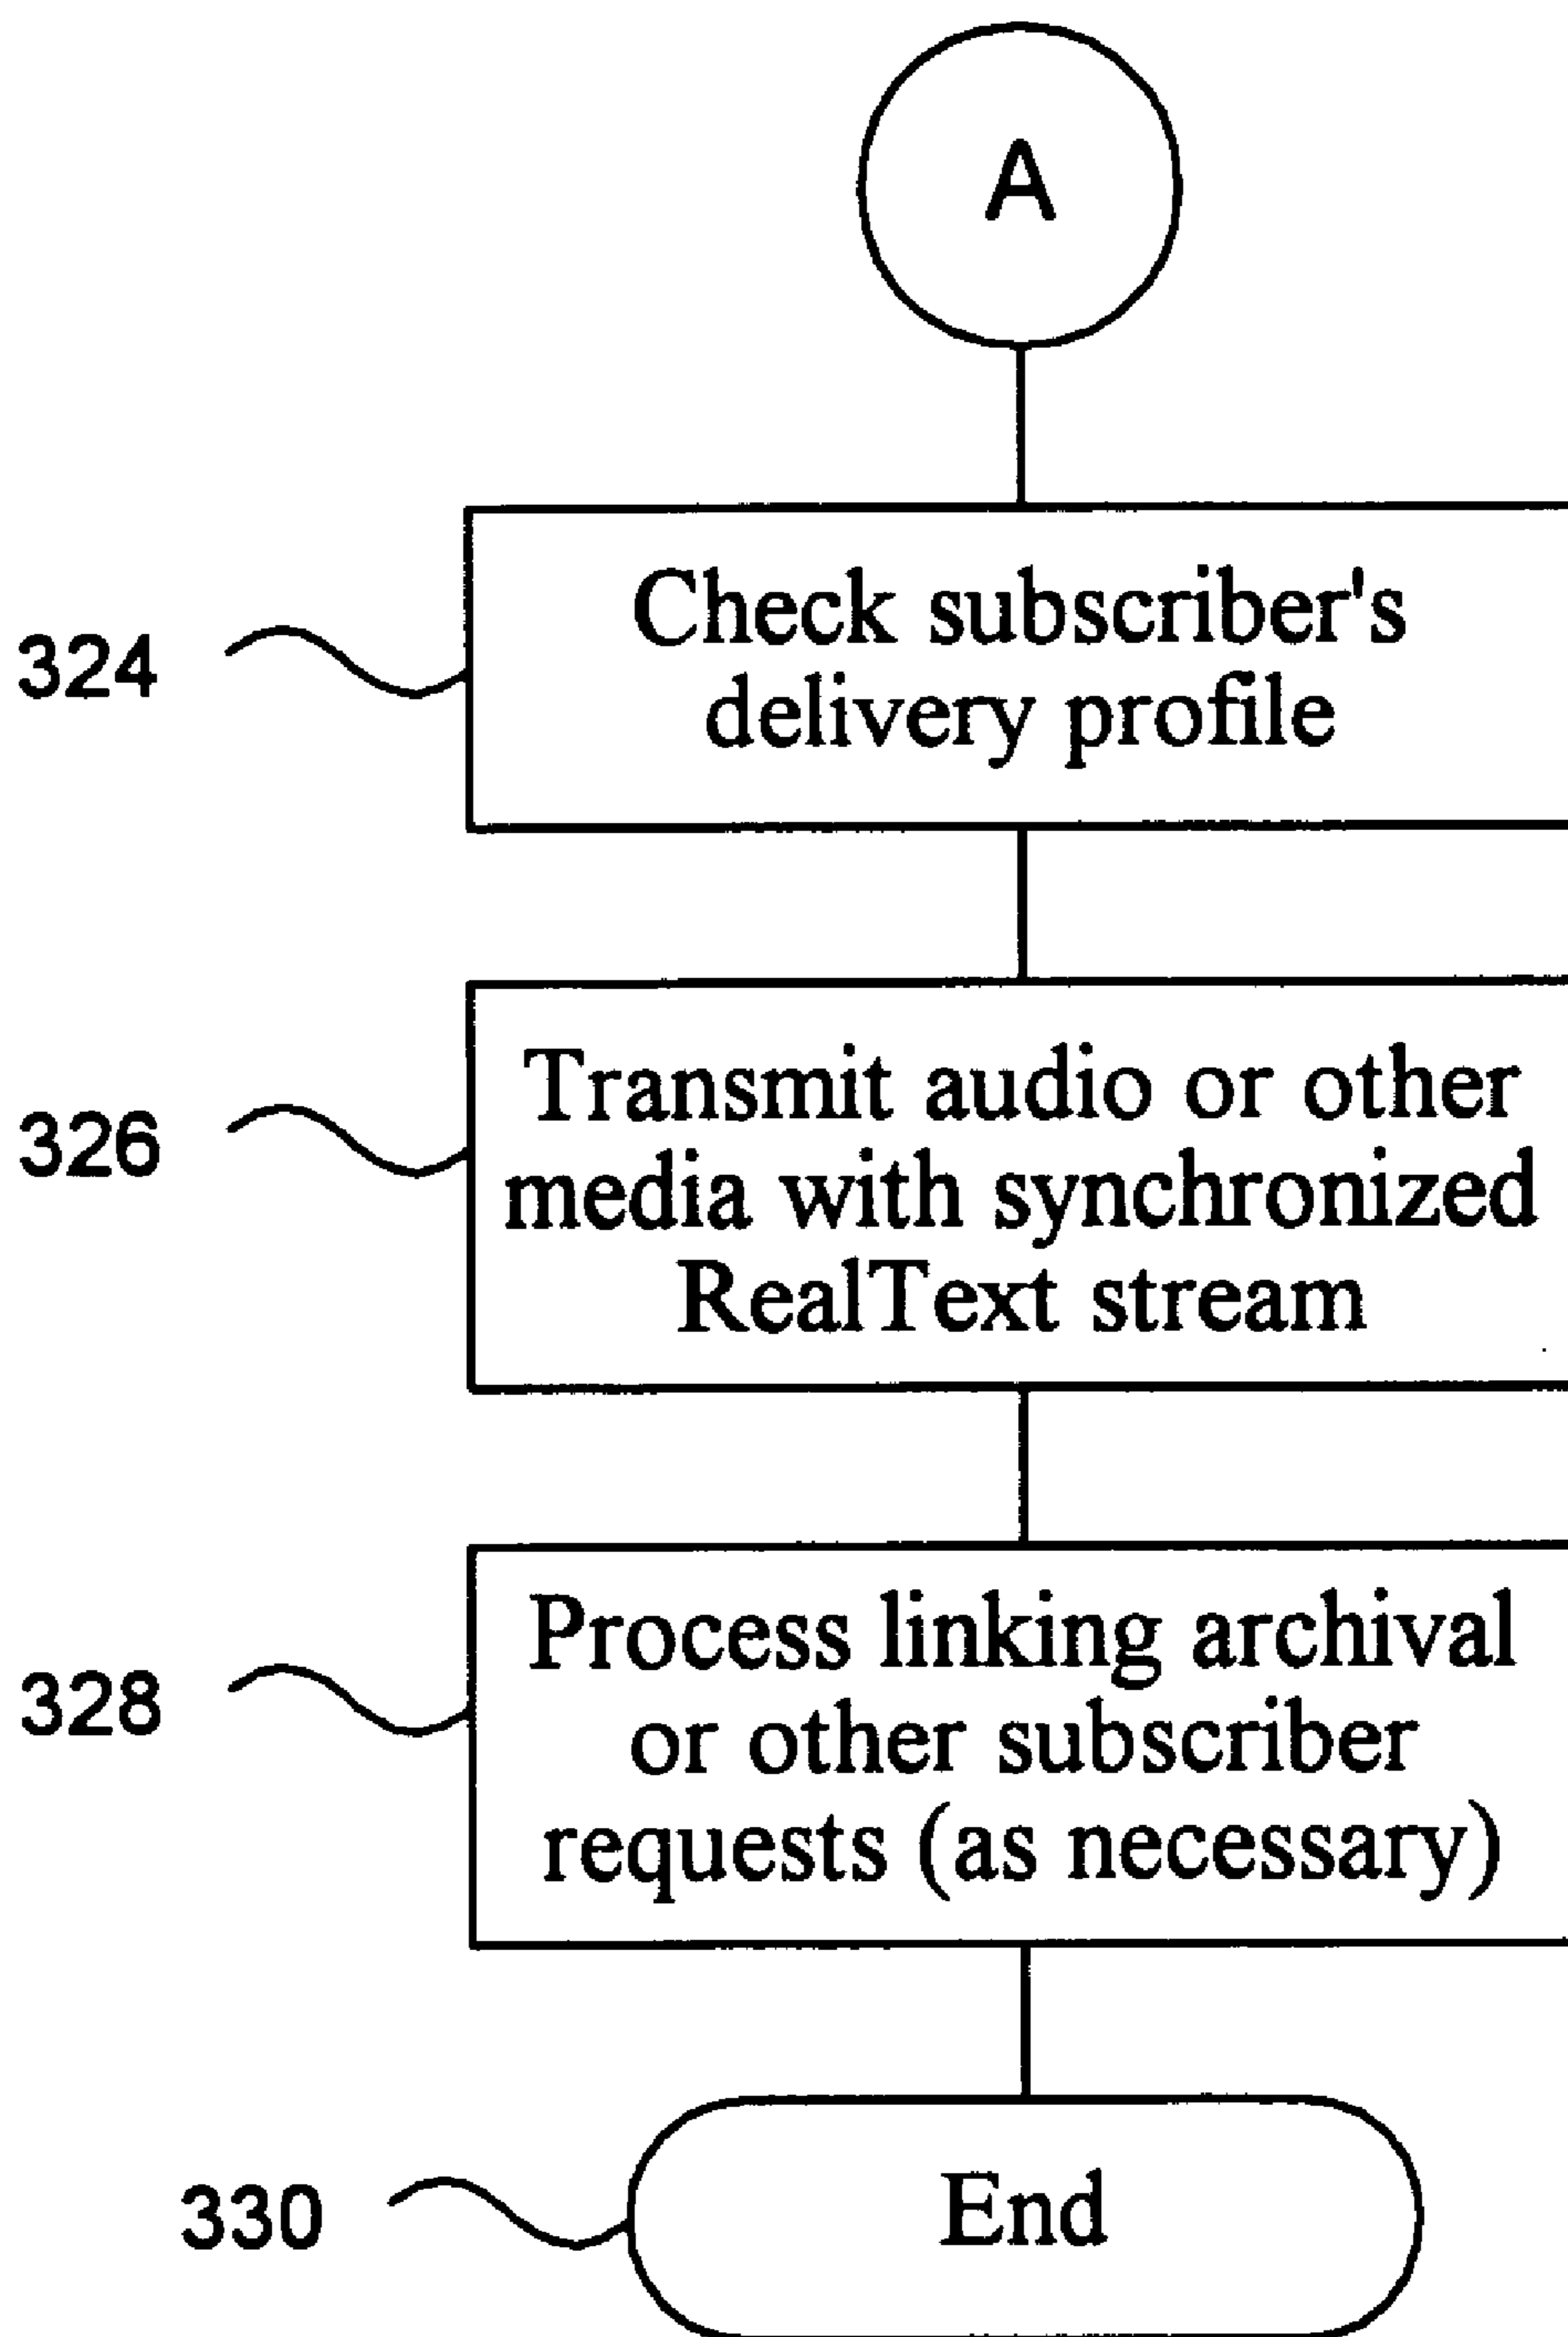 A
324
Check subscriber's
delivery profile
326
Transmit audio or other
media with synchronized
RealText stream
328
Process linking archival
or other subscriber
requests (as necessary)
330
End